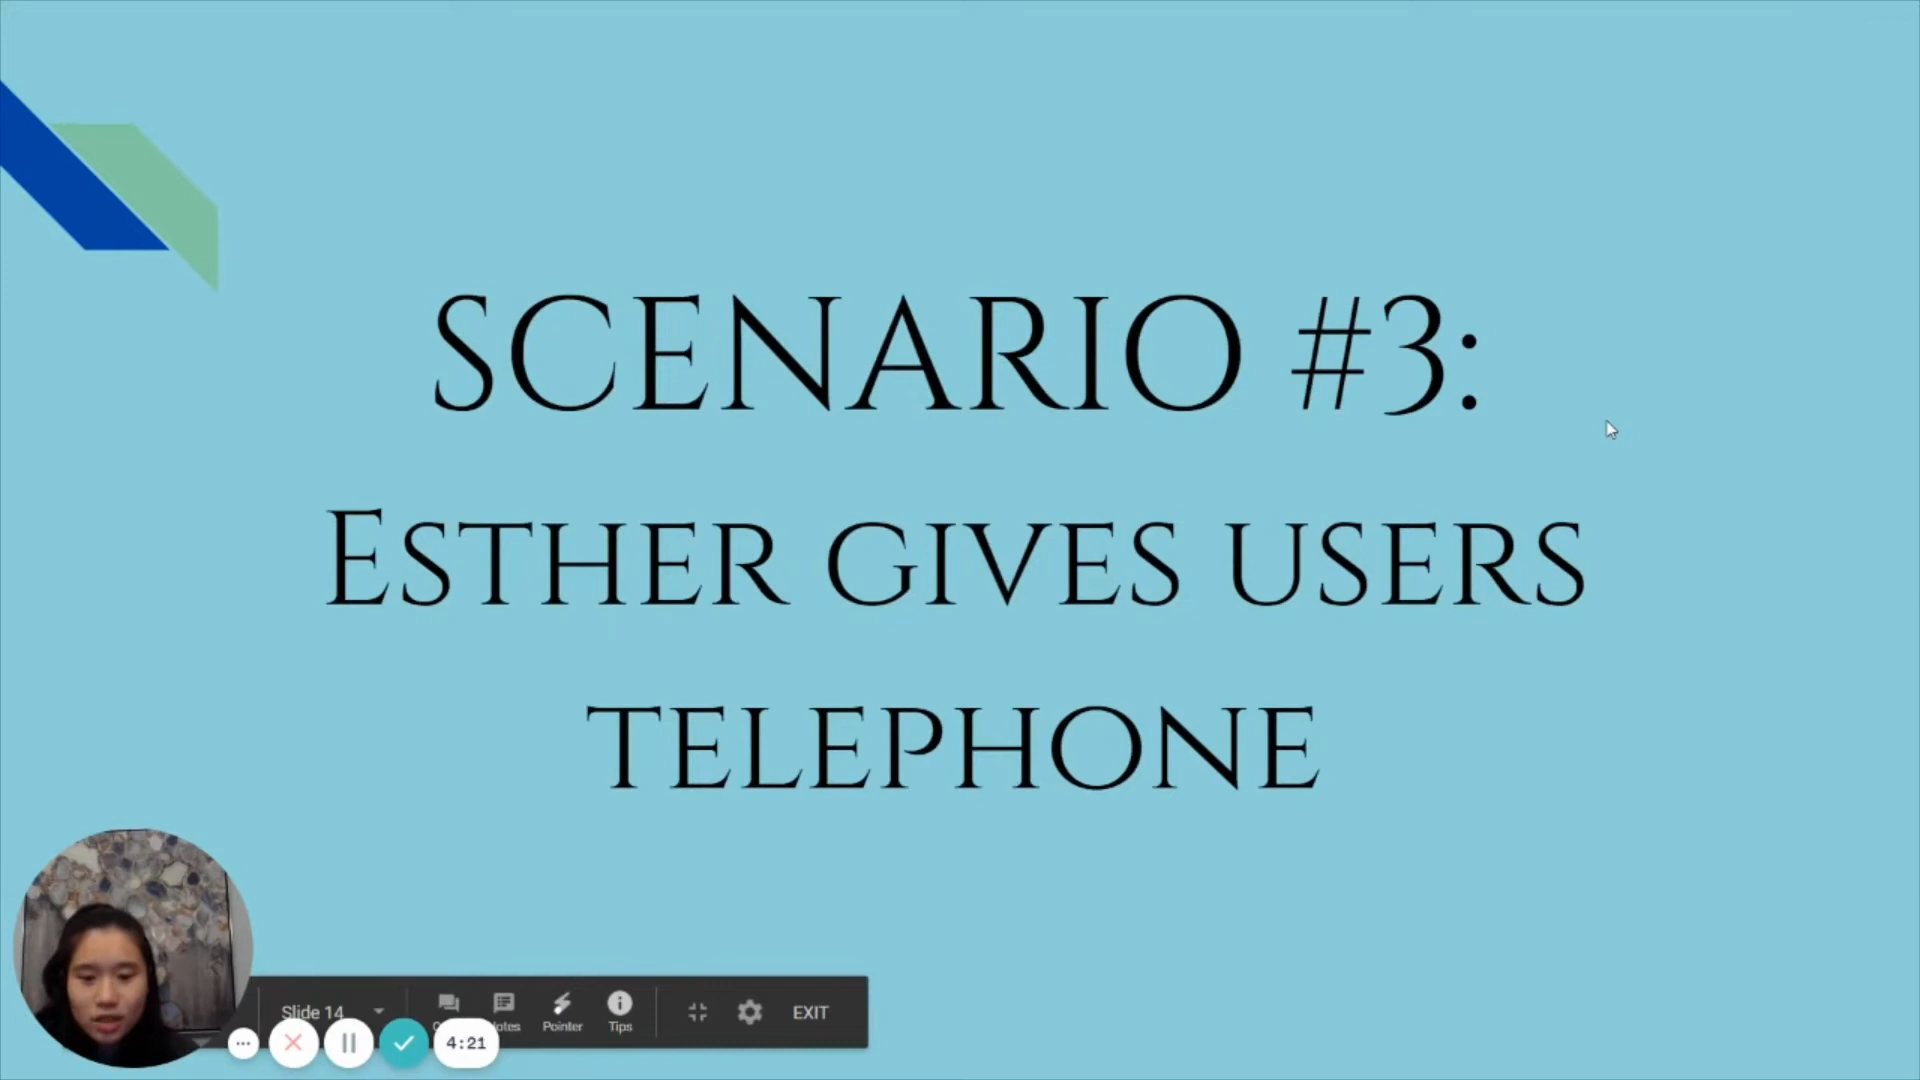 SCENARIO #3:
ESTHER GIVES USERS
TELEPHONE
Slide 14
Pointer
Tips
EXIT
4:21